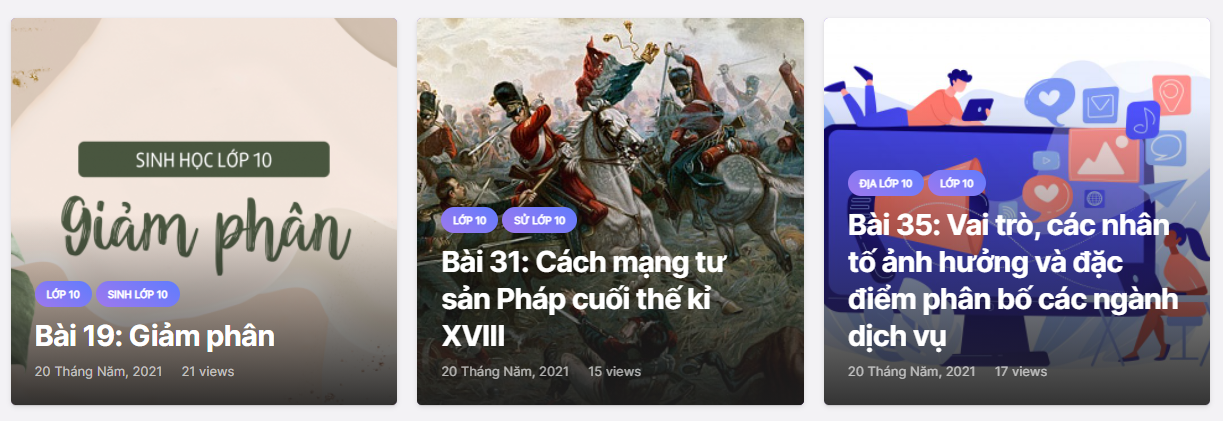 SINH HỌC LỚP 10
giảm phân
LỚP 10 SINH LỚP 10
Bài 19: Giảm phân
20 Tháng Năm, 2021 21 views
LỚP 10 SỬ LỚP 10
Bài 31: Cách mạng tư
sản Pháp cuối thế kỉ
XVIII
20 Tháng Năm, 2021 15 views
ĐỊA LỚP 10 LỚP 10
Bài 35: Vai trò, các nhân
tố ảnh hưởng và đặc
điểm phân bố các ngành
dịch vụ
20 Tháng Năm, 2021 17 views